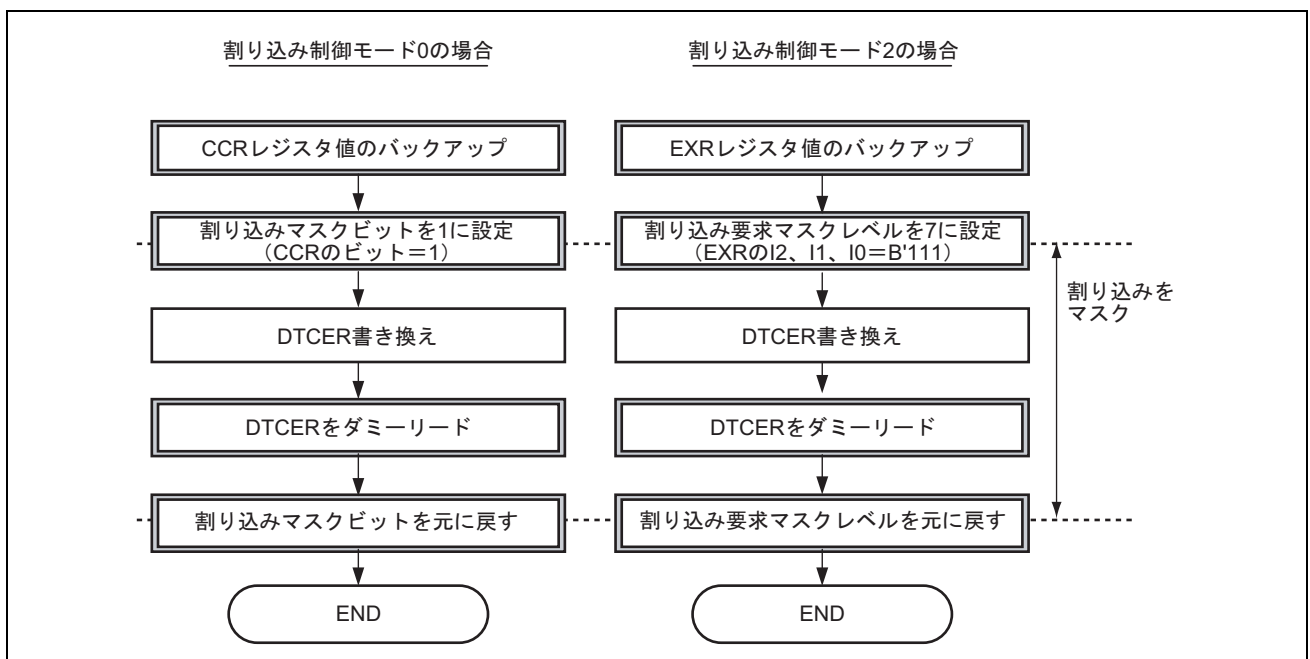 割り込み制御モード0の場合
CCRレジスタ値のバックアップ
割り込みマスクビットを1に設定
（CCRのビット＝1）
DTCER書き換え
DTCERをダミーリード
割り込みマスクビットを元に戻す
END
割り込み制御モード2の場合
EXRレジスタ値のバックアップ
割り込み要求マスクレベルを7に設定
（EXRのI2、I1、I0＝B'111）
DTCER書き換え
DTCERをダミーリード
割り込み要求マスクレベルを元に戻す
END
割り込みを
マスク